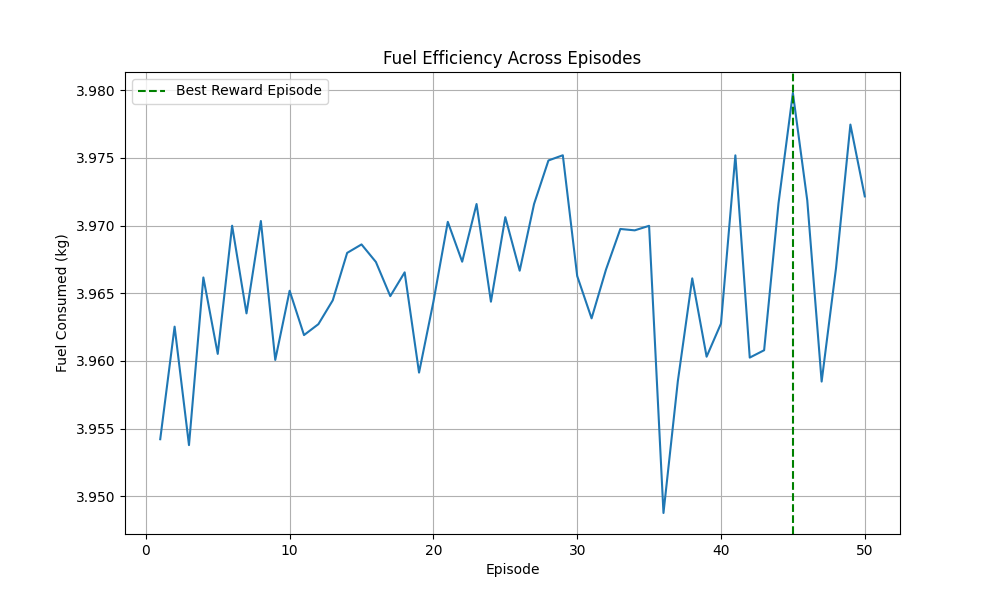 Fuel Efficiency Across Episodes
Best Reward Episode
3.980
3.975
3.970
3.965
3.960
3.955
3.950
Fuel Consumed (kg)
0 10 20 30 40 50
Episode